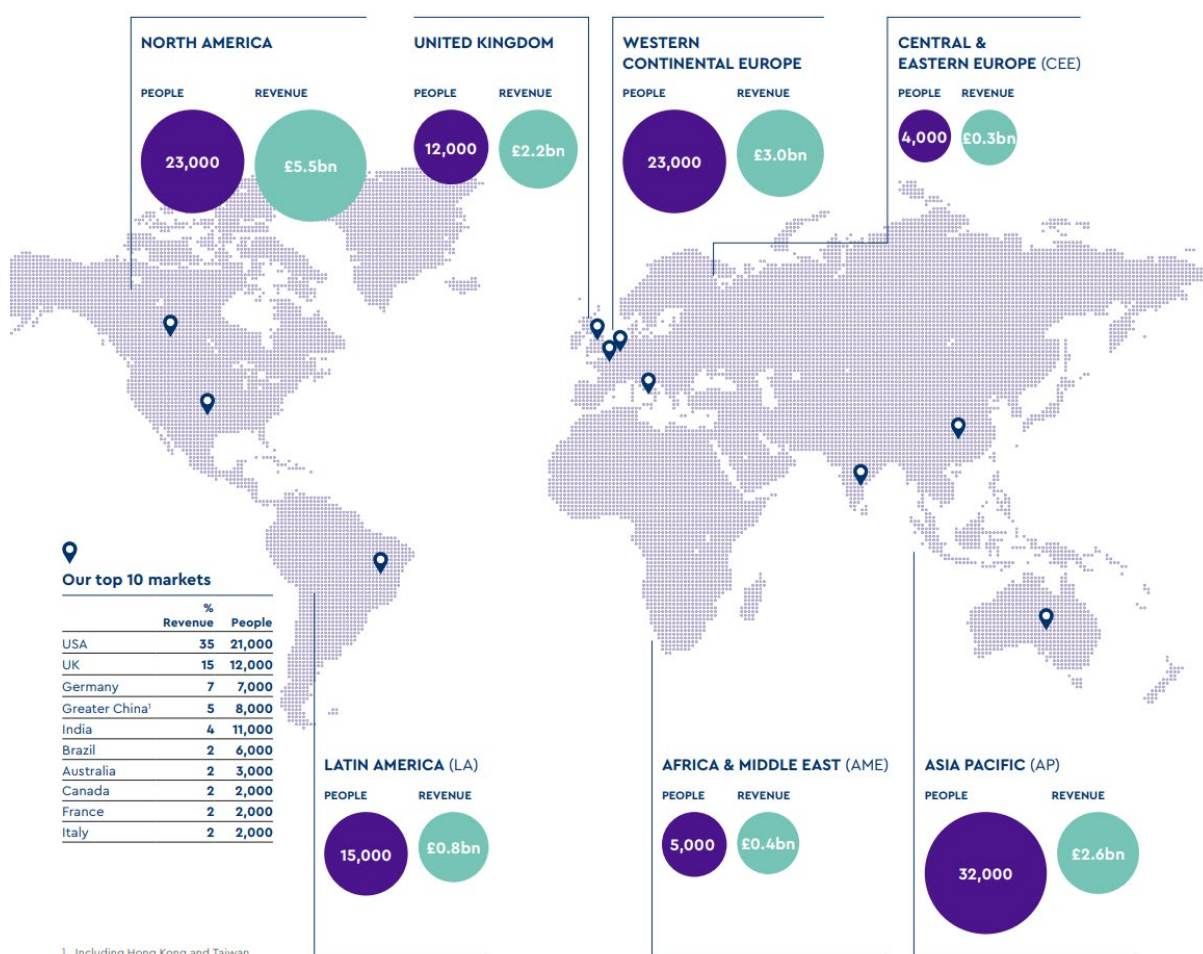 NORTH AMERICA
PEOPLE REVENUE
23,000 £5.5bn
UNITED KINGDOM
PEOPLE REVENUE
12,000 £2.2bn
WESTERN
CONTINENTAL EUROPE
PEOPLE REVENUE
23,000 £3.0bn
CENTRAL &
EASTERN EUROPE (CEE)
PEOPLE REVENUE
4,000 £0.3bn
Our top 10 markets
%
Revenue People
USA 35 21,000
UK 15 12,000
Germany 7 7,000
Greater China¹ 5 8,000
India 4 11,000
Brazil 2 6,000
Australia 2 3,000
Canada 2 2,000
France 2 2,000
Italy 2 2,000
LATIN AMERICA (LA)
PEOPLE REVENUE
15,000 £0.8bn
AFRICA & MIDDLE EAST (AME)
PEOPLE REVENUE
5,000 £0.4bn
ASIA PACIFIC (AP)
PEOPLE REVENUE
32,000 £2.6bn
¹ Including Hong Kong and Taiwan